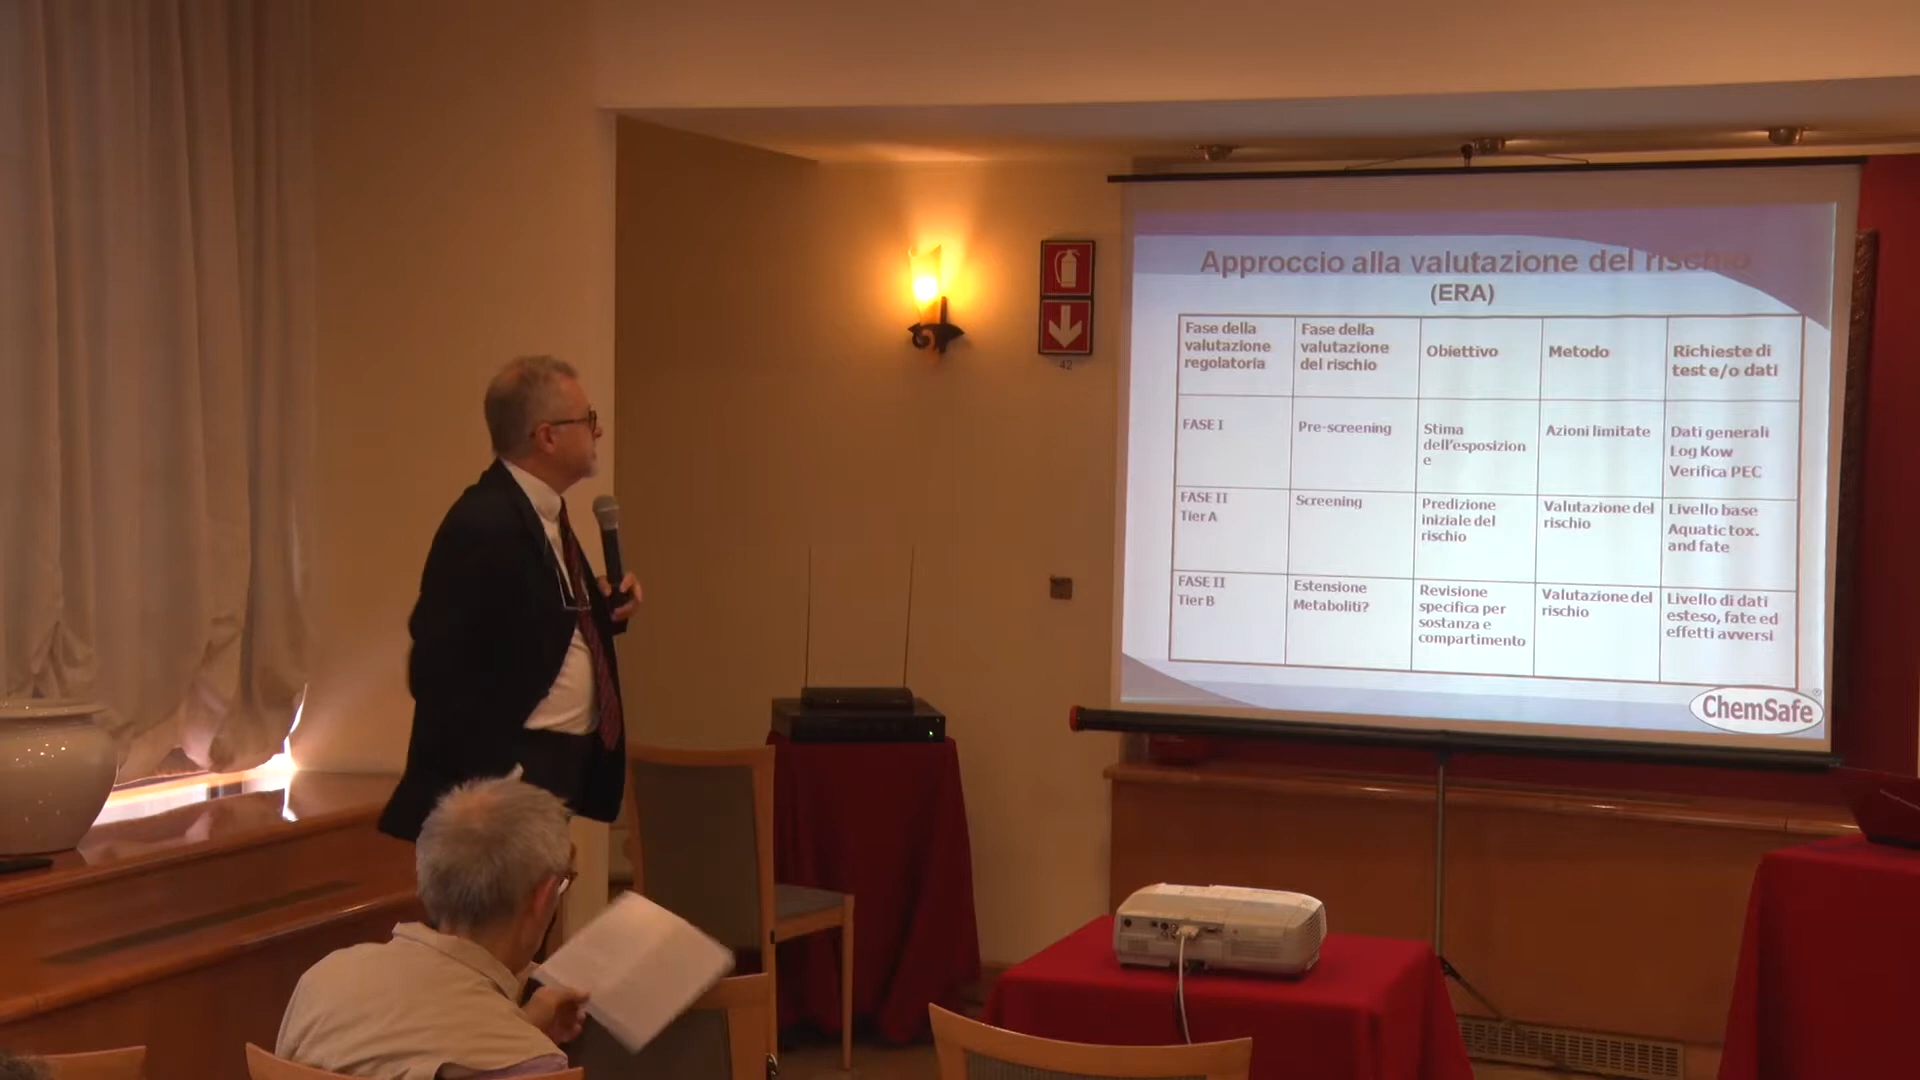 42
Approccio alla valutazione del rischio
(ERA)
Fase della
valutazione
regolatoria
Fase della
valutazione
del rischio
Obiettivo
Metodo
Richieste di
test e/o dati
FASE I
Pre-screening
Stima
dell'esposizion
e
Azioni limitate
Dati generali
Log Kow
Verifica PEC
FASE II
Tier A
Screening
Predizione
iniziale del
rischio
Valutazione del
rischio
Livello base
Aquatic tox.
and fate
FASE II
Tier B
Estensione
Metaboliti?
Revisione
specifica per
sostanza e
compartimento
Valutazione del
rischio
Livello di dati
esteso, fate ed
effetti avversi
ChemSafe®